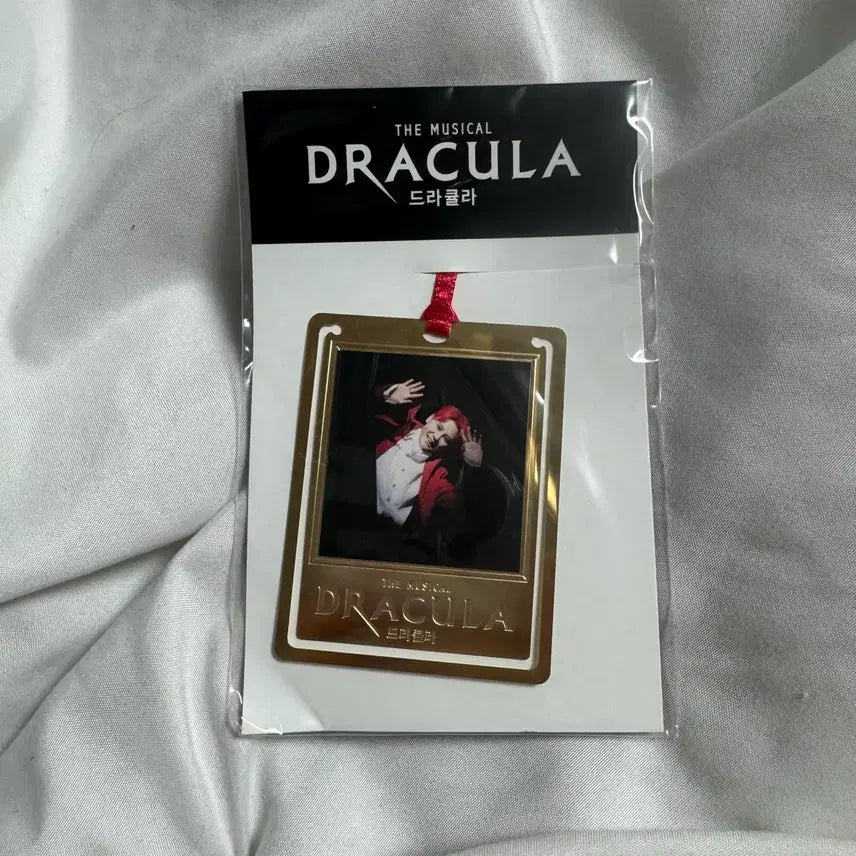 THE MUSICAL
DRACULA
드라큘라
THE MUSICAL
DRACULA
드라큘라